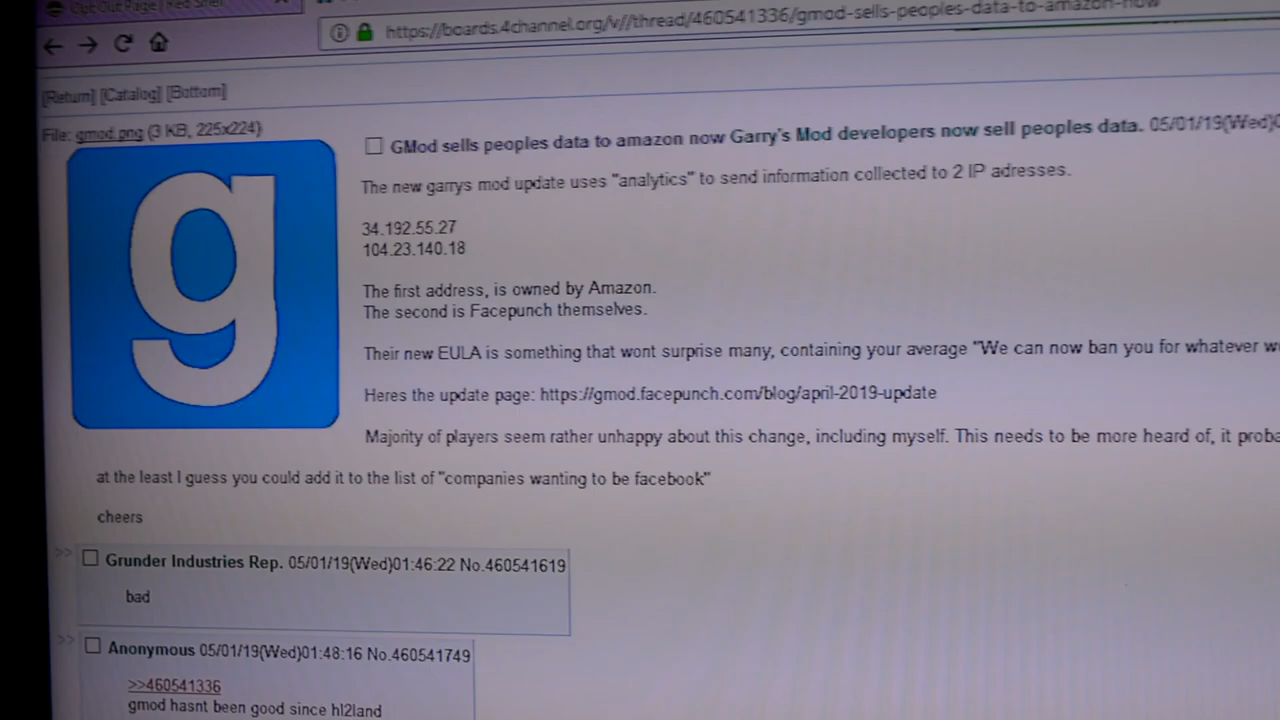 Opt Out Page | Red Shell
https://boards.4channel.org/v//thread/460541336/gmod-sells-peoples-data-to-amazon-now
[Return] [Catalog] [Bottom]
File: gmod.png (3 KB, 225x224)
g
GMod sells peoples data to amazon now Garry's Mod developers now sell peoples data. 05/01/19(Wed)0
The new garrys mod update uses "analytics" to send information collected to 2 IP adresses.
34.192.55.27
104.23.140.18
The first address, is owned by Amazon.
The second is Facepunch themselves.
Their new EULA is something that wont surprise many, containing your average "We can now ban you for whatever w
Heres the update page: https://gmod.facepunch.com/blog/april-2019-update
Majority of players seem rather unhappy about this change, including myself. This needs to be more heard of, it proba
at the least I guess you could add it to the list of "companies wanting to be facebook"
cheers
>> Grunder Industries Rep. 05/01/19(Wed)01:46:22 No.460541619
bad
>> Anonymous 05/01/19(Wed)01:48:16 No.460541749
>>460541336
gmod hasnt been good since hl2land